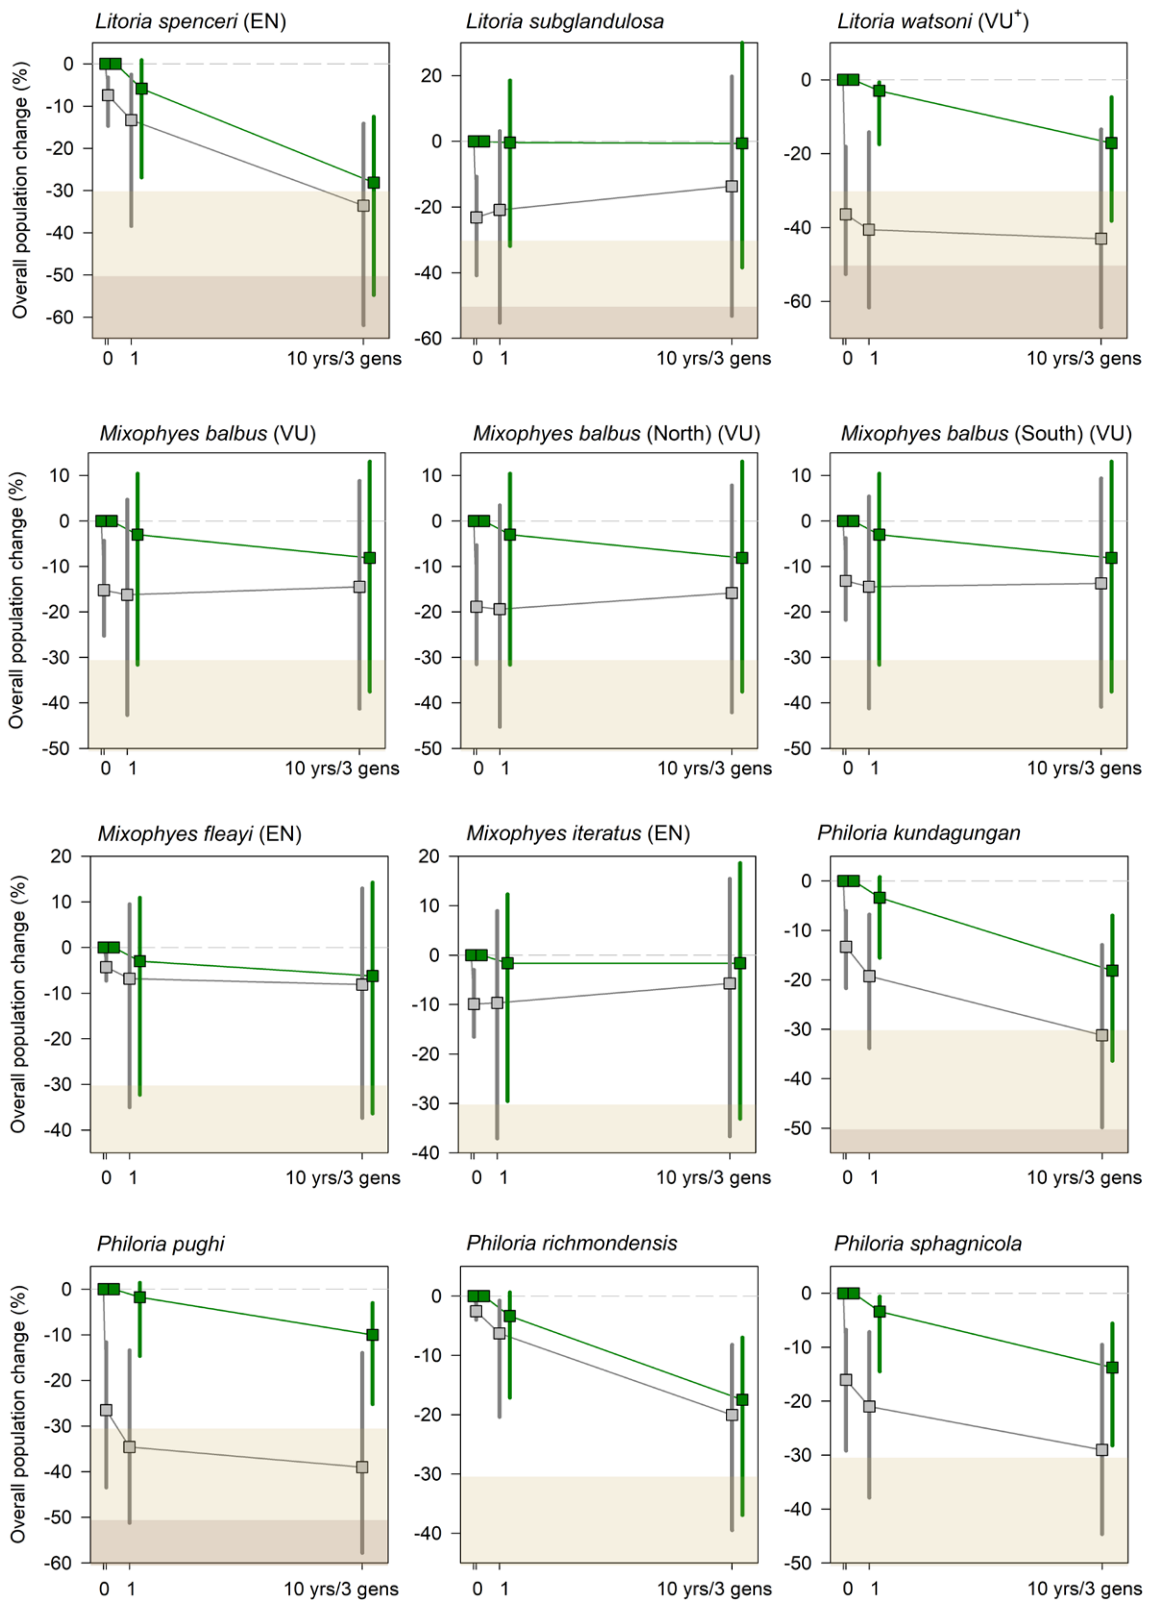 Litoria spenceri (EN)
Litoria subglandulosa
Litoria watsoni (VU+)
Overall population change (%)
0
-10
-20
-30
-40
-50
-60
0 1 10 yrs/3 gens
20
0
-20
-40
-60
0 1 10 yrs/3 gens
0
-20
-40
-60
0 1 10 yrs/3 gens
Mixophyes balbus (VU)
Mixophyes balbus (North) (VU)
Mixophyes balbus (South) (VU)
Overall population change (%)
10
0
-10
-20
-30
-40
-50
0 1 10 yrs/3 gens
10
0
-10
-20
-30
-40
-50
0 1 10 yrs/3 gens
10
0
-10
-20
-30
-40
-50
0 1 10 yrs/3 gens
Mixophyes fleayi (EN)
Mixophyes iteratus (EN)
Philoria kundagungan
Overall population change (%)
20
10
0
-10
-20
-30
-40
0 1 10 yrs/3 gens
20
10
0
-10
-20
-30
-40
0 1 10 yrs/3 gens
0
-10
-20
-30
-40
-50
0 1 10 yrs/3 gens
Philoria pughi
Philoria richmondensis
Philoria sphagnicola
Overall population change (%)
0
-10
-20
-30
-40
-50
-60
0 1 10 yrs/3 gens
0
-10
-20
-30
-40
0 1 10 yrs/3 gens
0
-10
-20
-30
-40
-50
0 1 10 yrs/3 gens